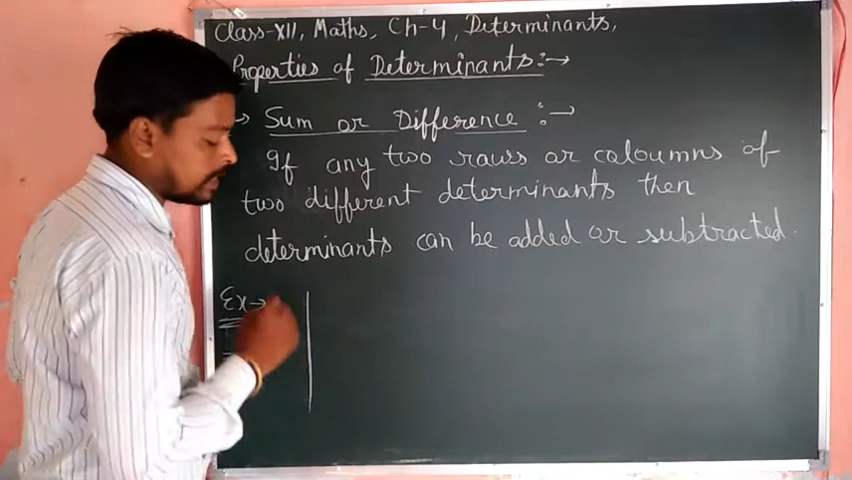 Class-XII, Maths, Ch-4, Determinants,
Properties of Determinants:→
→ Sum or Difference :→
If any two raws or coloumns of
two different determinants then
determinants can be added or subtracted.
Ex→